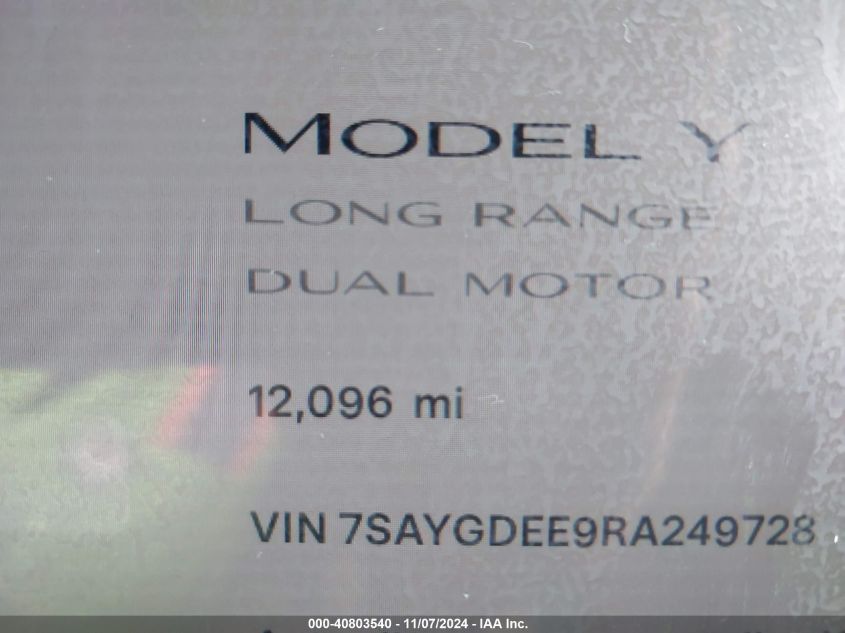 MODEL Y
LONG RANGE
DUAL MOTOR
12,096 mi
VIN 7SAYGDEE9RA249728
000-40803540 - 11/07/2024 - IAA Inc.